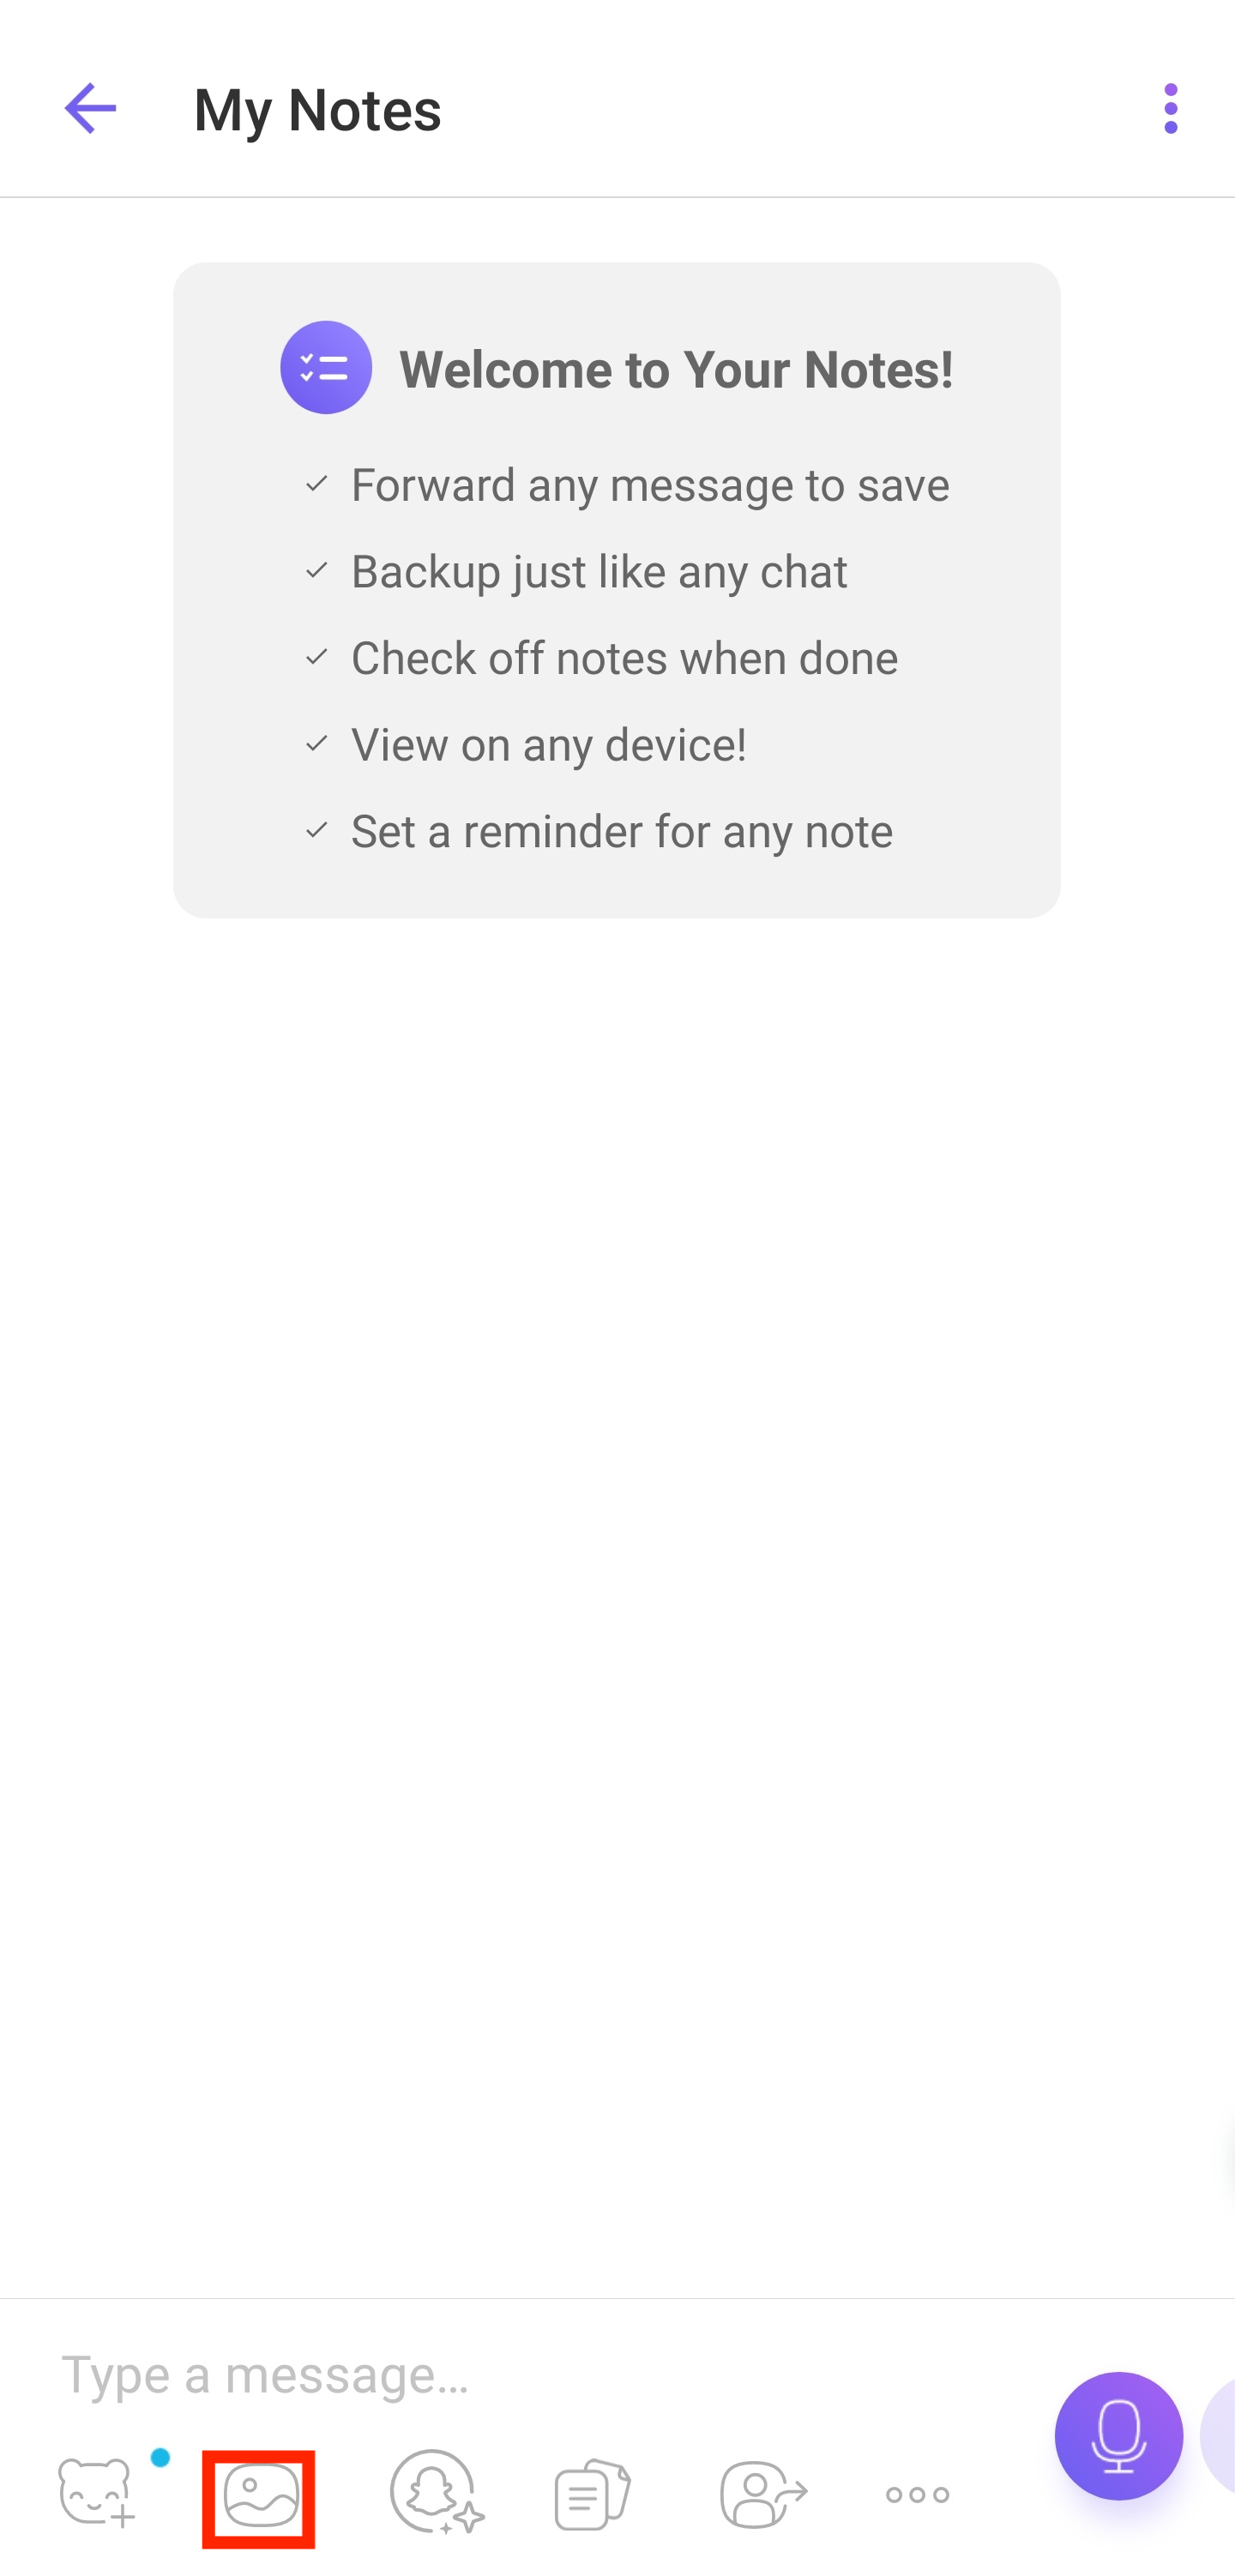 My Notes
Welcome to Your Notes!
Forward any message to save
Backup just like any chat
Check off notes when done
View on any device!
Set a reminder for any note
Type a message...